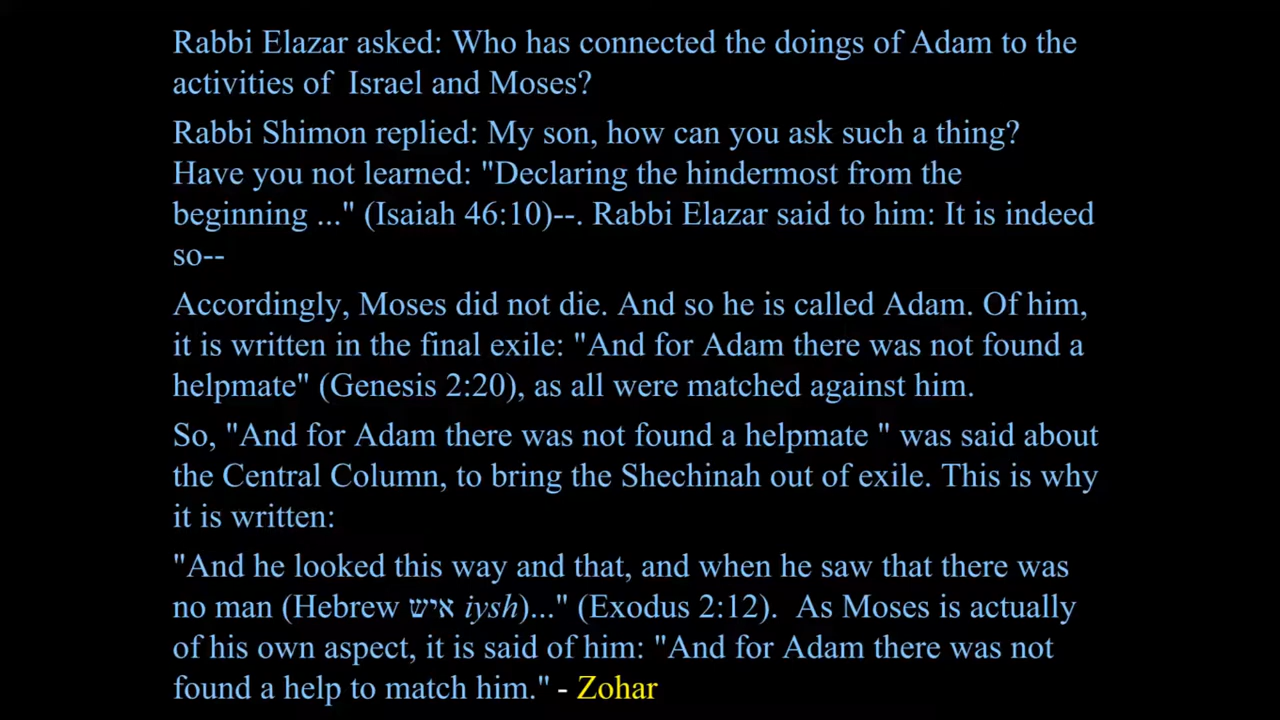 Rabbi Elazar asked: Who has connected the doings of Adam to the
activities of  Israel and Moses?
Rabbi Shimon replied: My son, how can you ask such a thing?
Have you not learned: "Declaring the hindermost from the
beginning ..." (Isaiah 46:10)--. Rabbi Elazar said to him: It is indeed
so--
Accordingly, Moses did not die. And so he is called Adam. Of him,
it is written in the final exile: "And for Adam there was not found a
helpmate" (Genesis 2:20), as all were matched against him.
So, "And for Adam there was not found a helpmate " was said about
the Central Column, to bring the Shechinah out of exile. This is why
it is written:
"And he looked this way and that, and when he saw that there was
no man (Hebrew איש iysh)..." (Exodus 2:12).  As Moses is actually
of his own aspect, it is said of him: "And for Adam there was not
found a help to match him." - Zohar